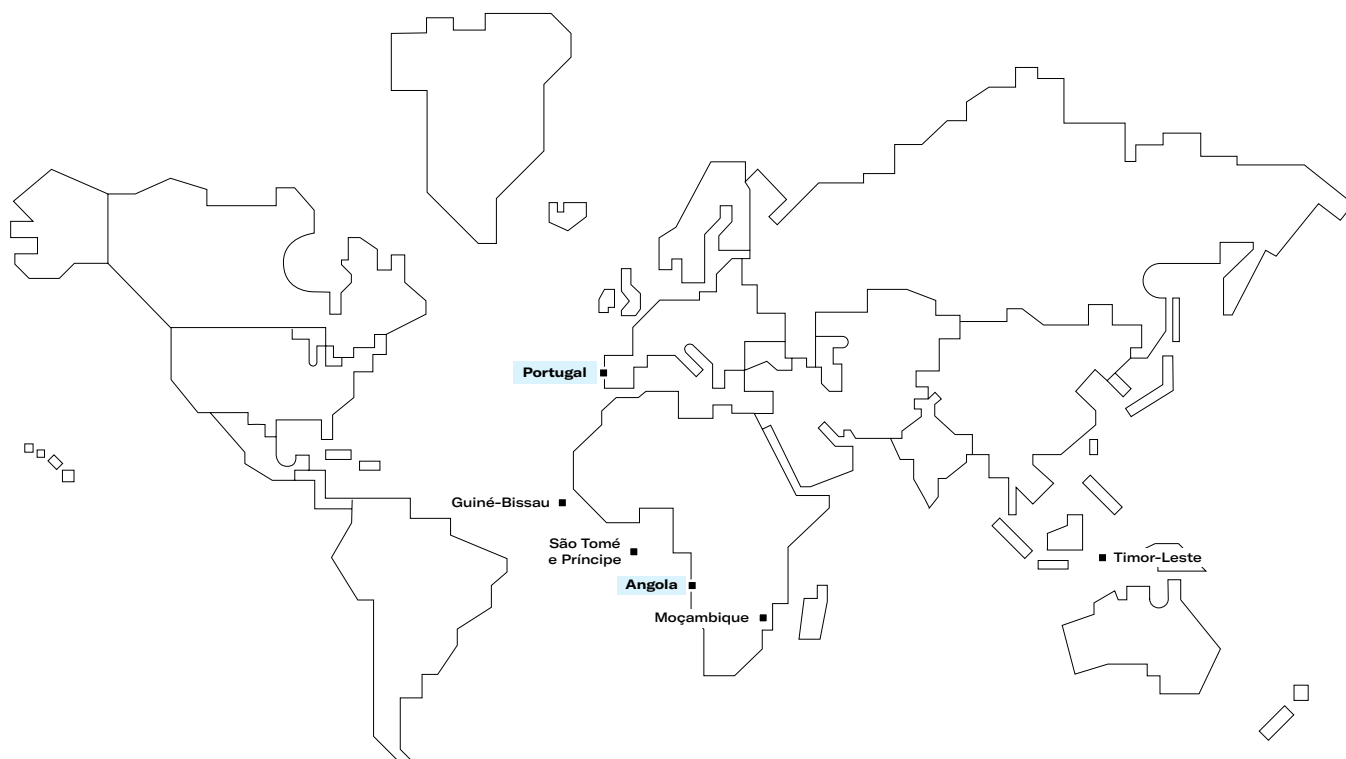 Portugal
Guiné-Bissau
São Tomé
e Príncipe
Timor-Leste
Angola
Moçambique